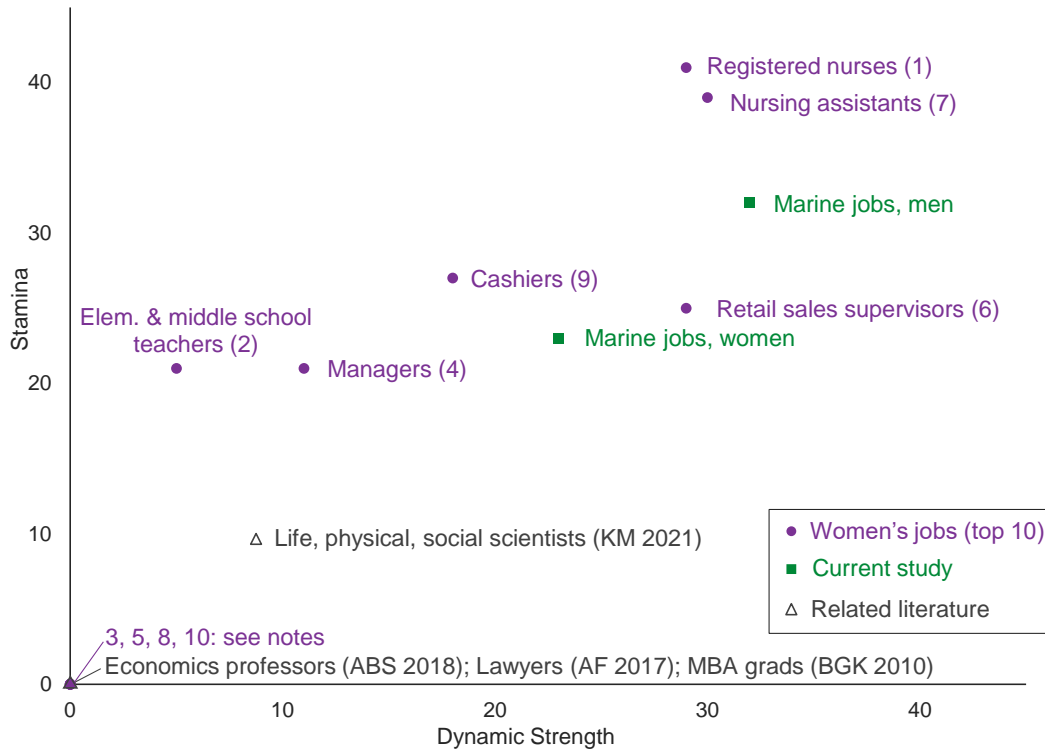 40
30
20
10
0
Stamina
Registered nurses (1)
Nursing assistants (7)
Marine jobs, men
Cashiers (9)
Retail sales supervisors (6)
Elem. & middle school
teachers (2)
Marine jobs, women
Managers (4)
Life, physical, social scientists (KM 2021)
Women’s jobs (top 10)
Current study
Related literature
3, 5, 8, 10: see notes
Economics professors (ABS 2018); Lawyers (AF 2017); MBA grads (BGK 2010)
0 10 20 30 40
Dynamic Strength